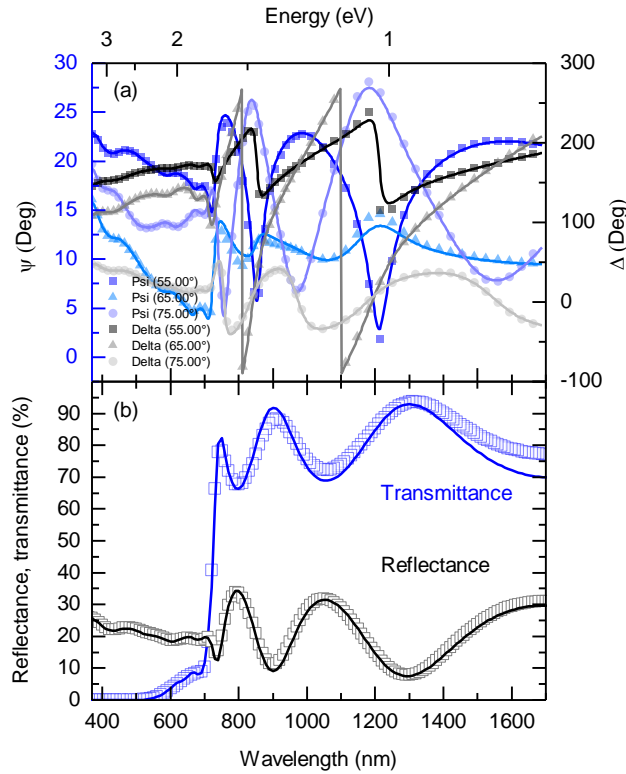 Energy (eV)
3 2 1
30 300
(a)
25
200
20
15
100
10
Psi (55.00°)
Psi (65.00°)
5 0
Psi (75.00°)
Delta (55.00°)
Delta (65.00°)
0
Delta (75.00°)
-100
ψ (Deg)
Δ (Deg)
(b)
90
80
70
60
Transmittance
50
40
Reflectance
30
20
10
0
Reflectance, transmittance (%)
400 600 800 1000 1200 1400 1600
Wavelength (nm)